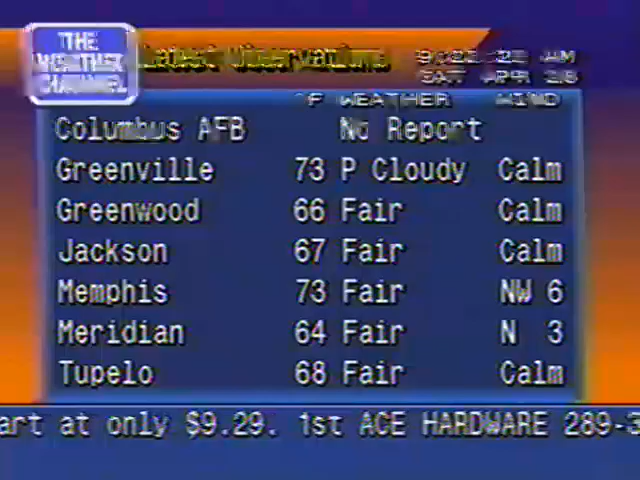 THE
WEATHER
CHANNEL
Latest Observations
SAT APR
°F WEATHER WIND
Columbus AFB No Report
Greenville 73 P Cloudy Calm
Greenwood 66 Fair Calm
Jackson 67 Fair Calm
Memphis 73 Fair NW 6
Meridian 64 Fair N 3
Tupelo 68 Fair Calm
art at only $9.29. 1st ACE HARDWARE 289-3